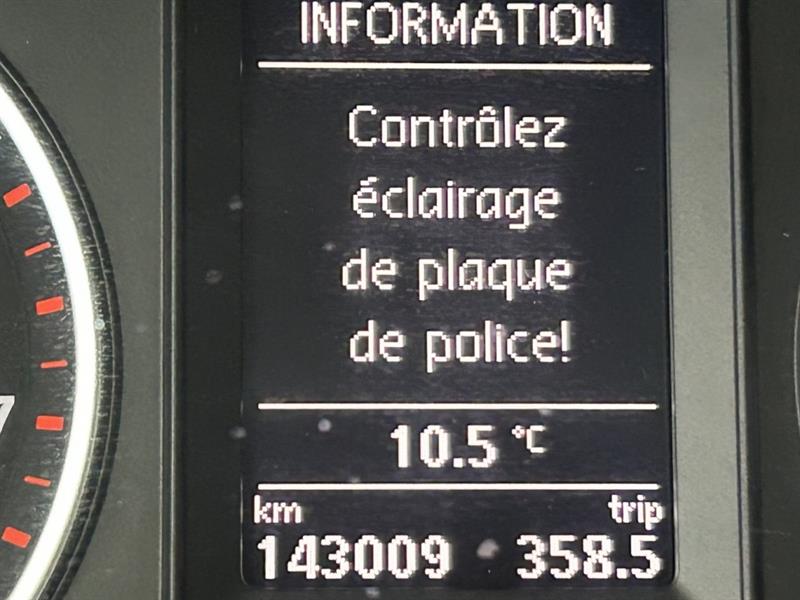 INFORMATION
Contrôlez
éclairage
de plaque
de police!
10.5 °C
km trip
143009 358.5